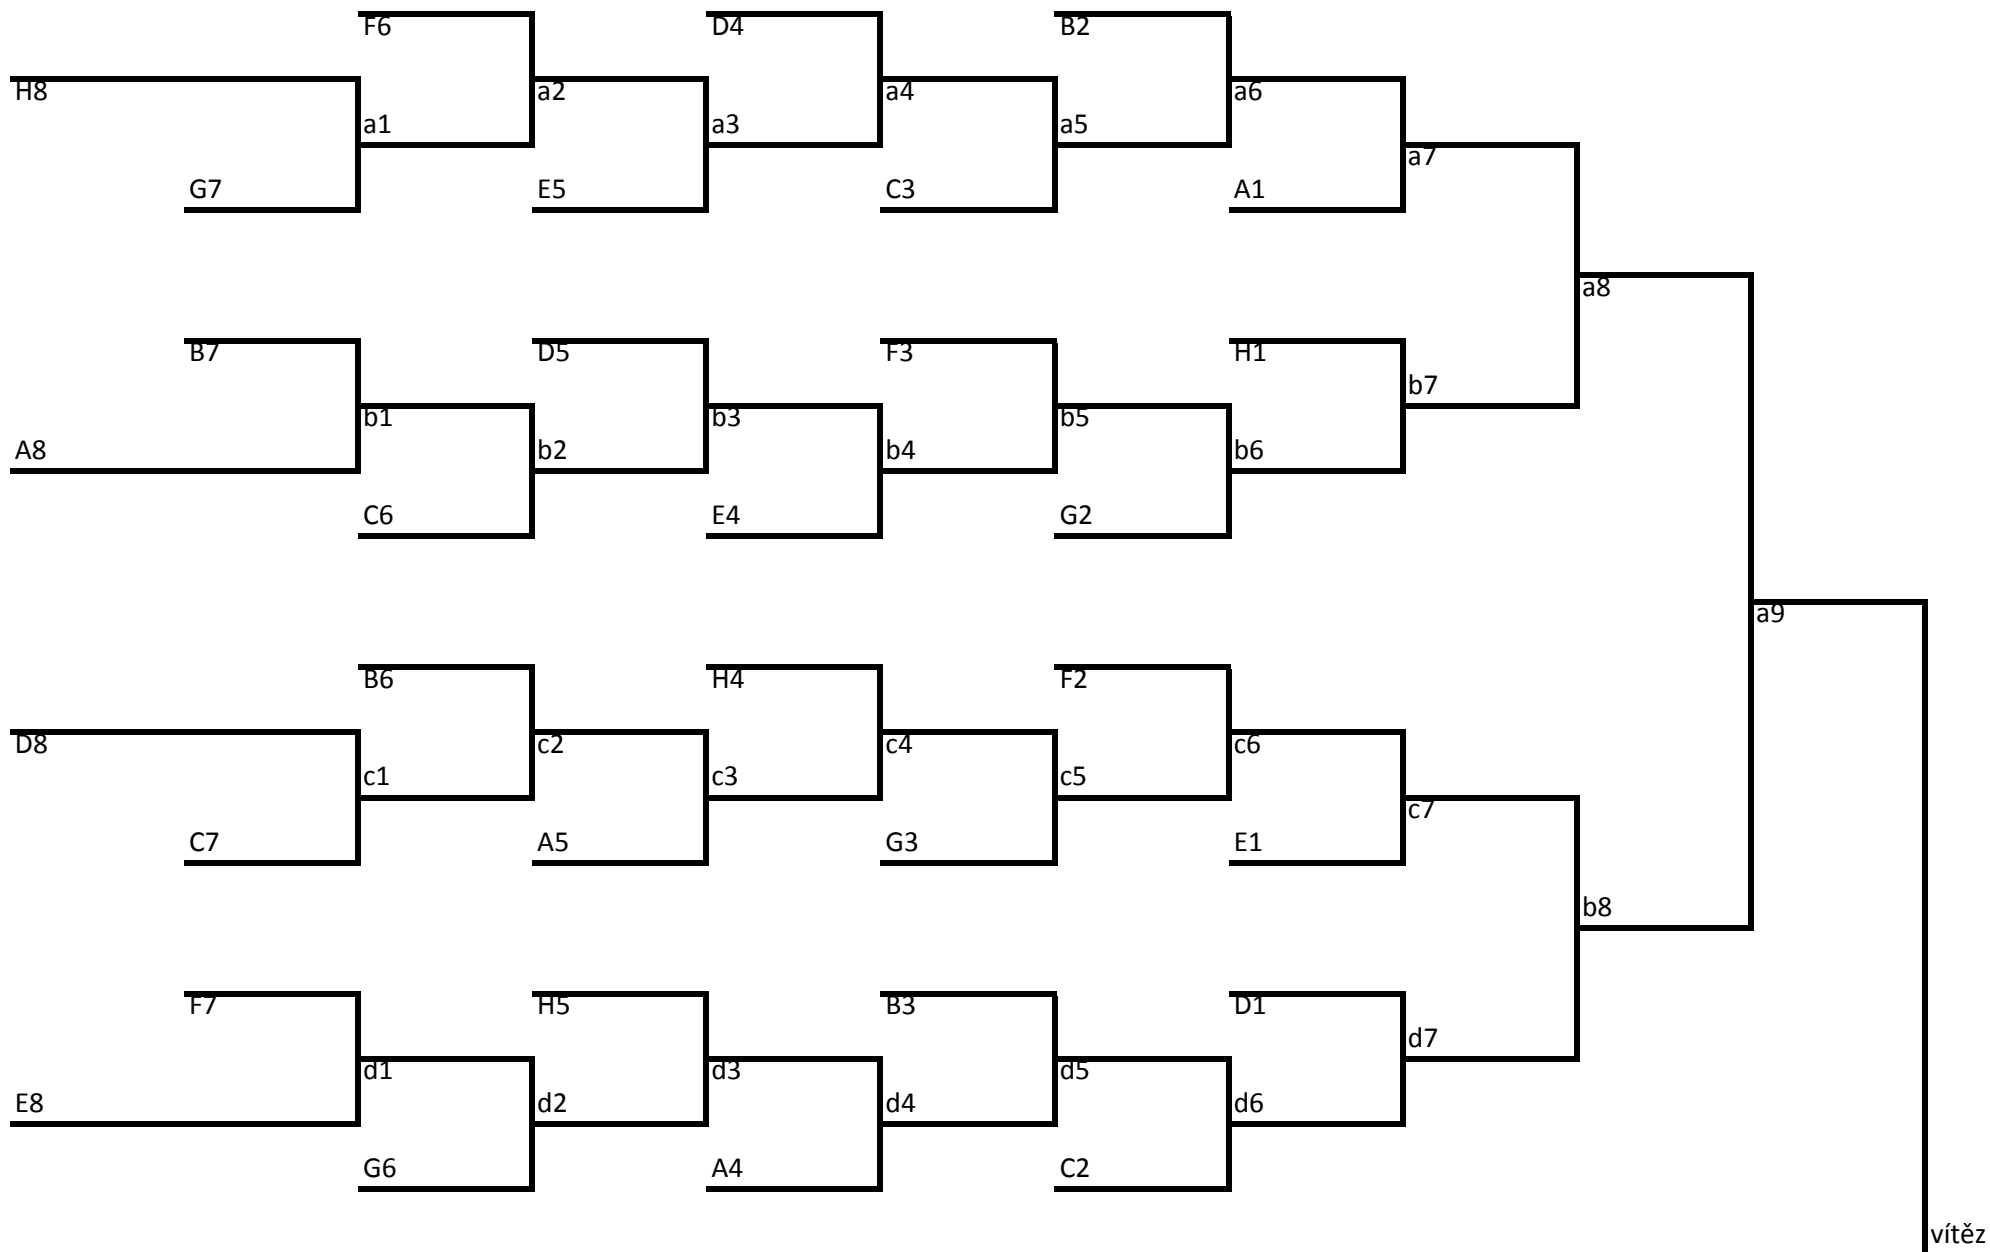 F6 D4 B2
H8 a2 a4 a6
a1 a3 a5
a7
G7 E5 C3 A1
a8
B7 D5 F3 H1
b7
b1 b3 b5
A8 b2 b4 b6
C6 E4 G2
a9
B6 H4 F2
D8 c2 c4 c6
c1 c3 c5
c7
C7 A5 G3 E1
b8
F7 H5 B3 D1
d7
d1 d3 d5
E8 d2 d4 d6
G6 A4 C2
vítěz